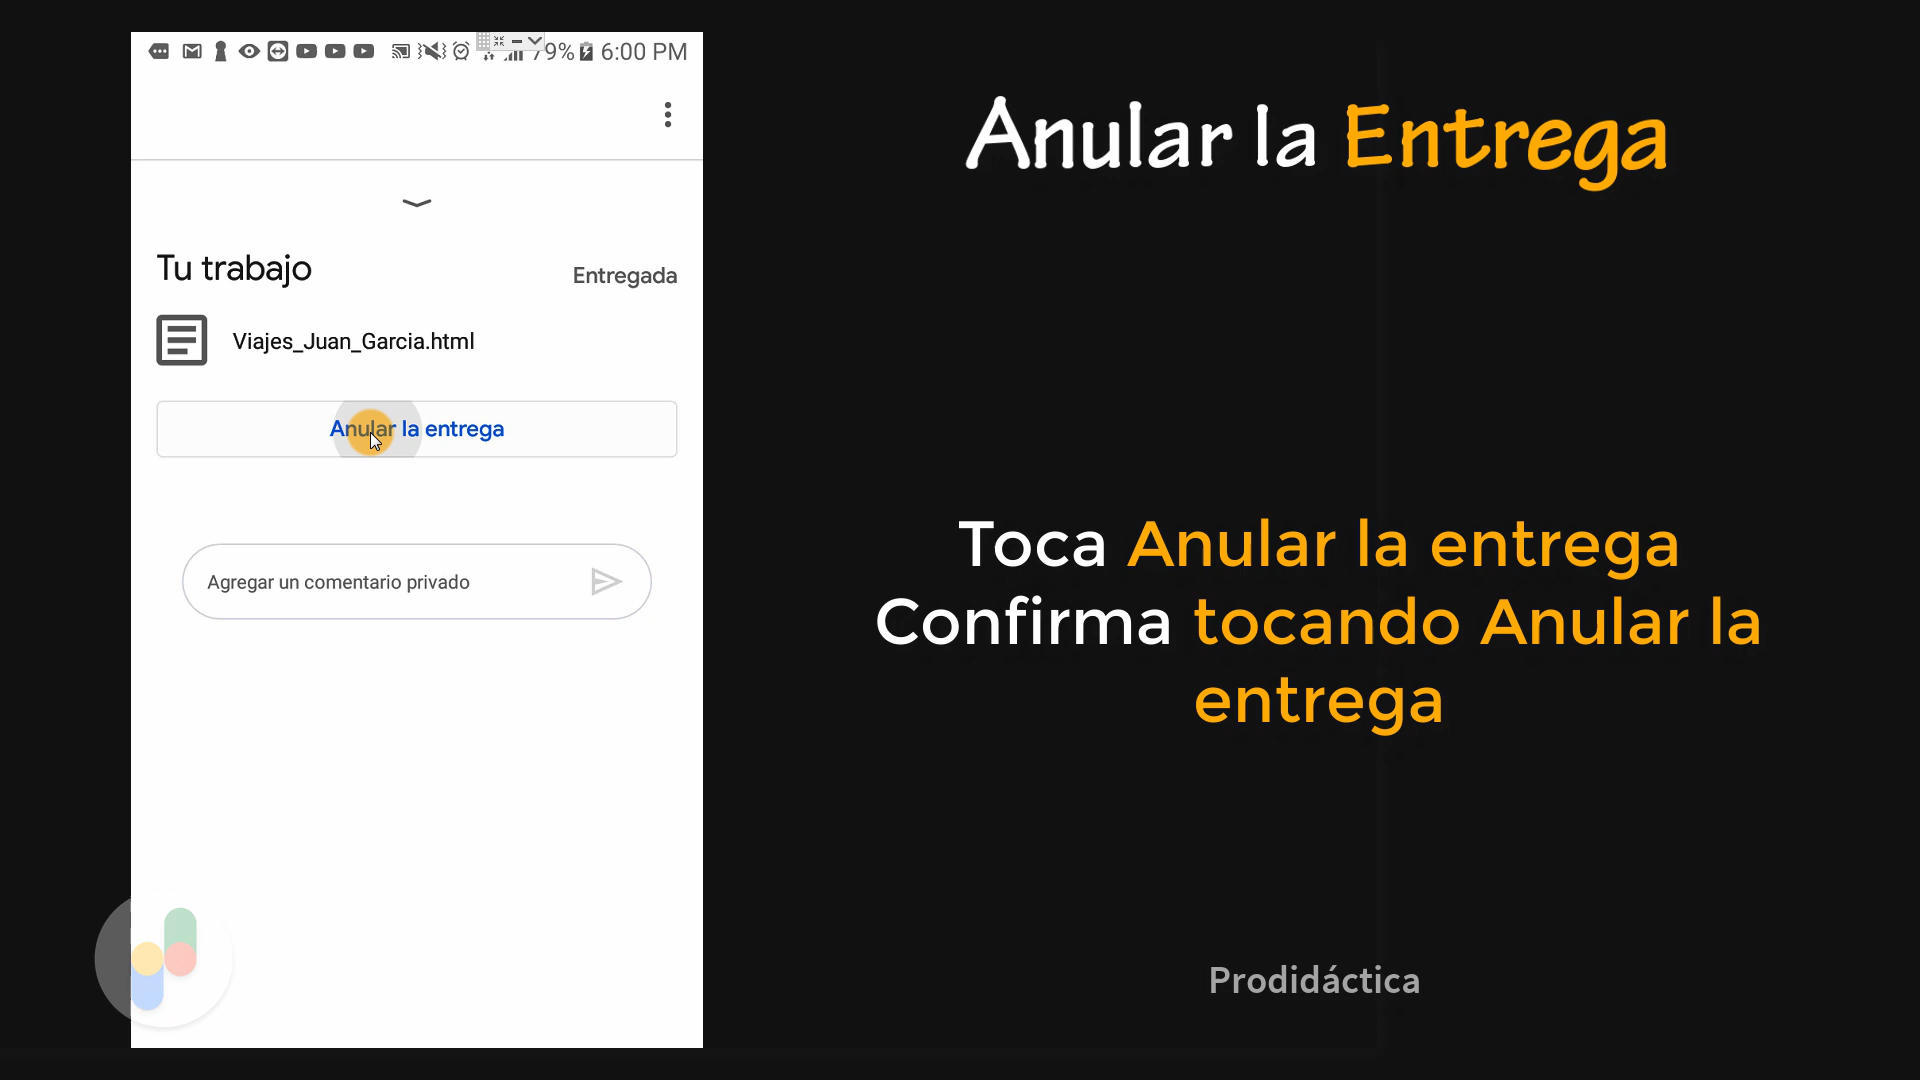 79% 6:00 PM
Anular la Entrega
Tu trabajo
Entregada
Viajes_Juan_Garcia.html
Anular la entrega
Agregar un comentario privado
Toca Anular la entrega
Confirma tocando Anular la
entrega
Prodidáctica